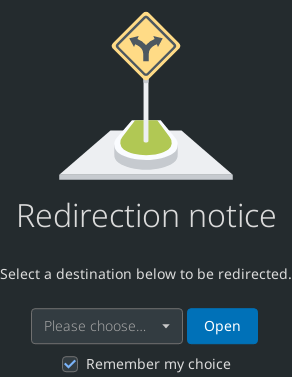 Redirection notice
Select a destination below to be redirected.
Please choose... Open
Remember my choice